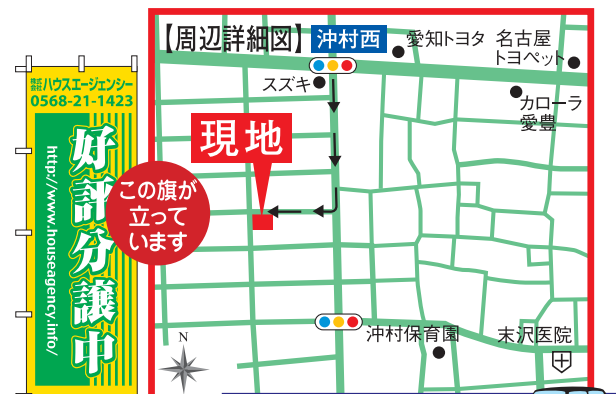 【周辺詳細図】
沖村西
愛知トヨタ
名古屋
トヨペット
スズキ
カローラ
愛豊
現地
株式会社ハウスエージェンシー
0568-21-1423
好評分譲中
http://www.houseagency.info/
この旗が
立って
います
沖村保育園
末沢医院
N